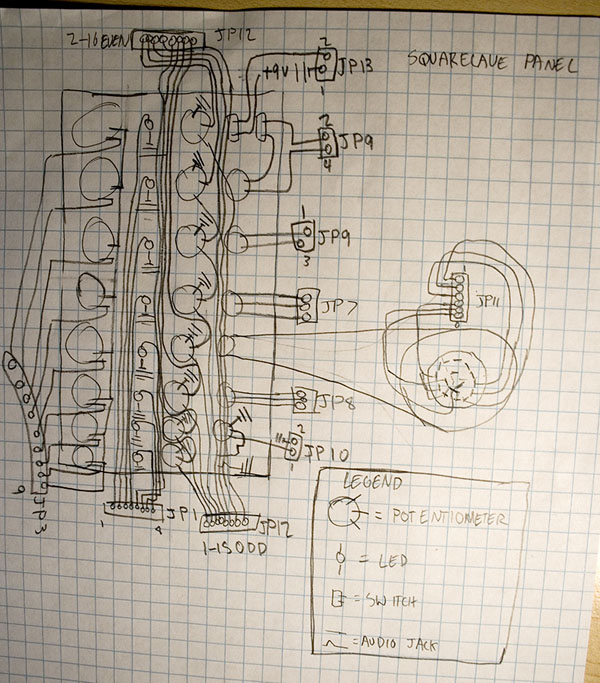 2-16 EVEN JP12
SQUARECAVE PANEL
2
+9V JP13
1
2
JP9
4
1
JP9
3
JP7
JP11
JP8
2
JP10
1
9
JP3
1
JP1
4
JP12
1-15 ODD
LEGEND
= POTENTIOMETER
= LED
= SWITCH
= AUDIO JACK